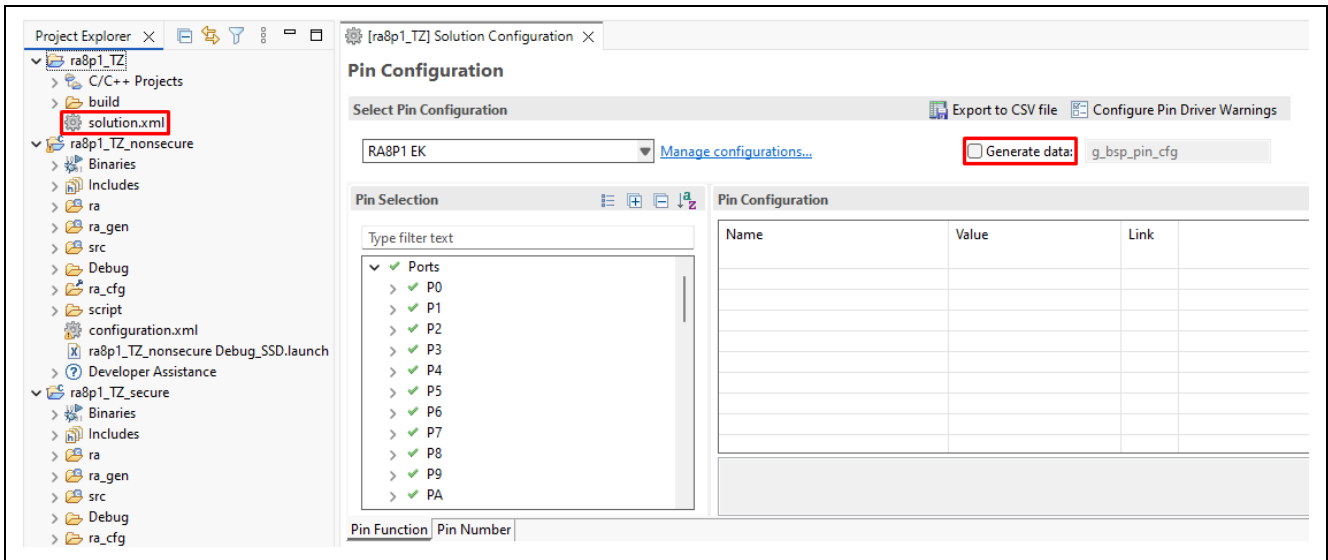 Project Explorer
ra8p1_TZ
C/C++ Projects
build
solution.xml
ra8p1_TZ_nonsecure
Binaries
Includes
ra
ra_gen
src
Debug
ra_cfg
script
configuration.xml
ra8p1_TZ_nonsecure Debug_SSD.launch
Developer Assistance
ra8p1_TZ_secure
Binaries
Includes
ra
ra_gen
src
Debug
ra_cfg
[ra8p1_TZ] Solution Configuration
Pin Configuration
Select Pin Configuration
Export to CSV file Configure Pin Driver Warnings
RA8P1 EK Manage configurations... Generate data: g_bsp_pin_cfg
Pin Selection
Type filter text
Ports
P0
P1
P2
P3
P4
P5
P6
P7
P8
P9
PA
Pin Configuration
Name Value Link
Pin Function Pin Number